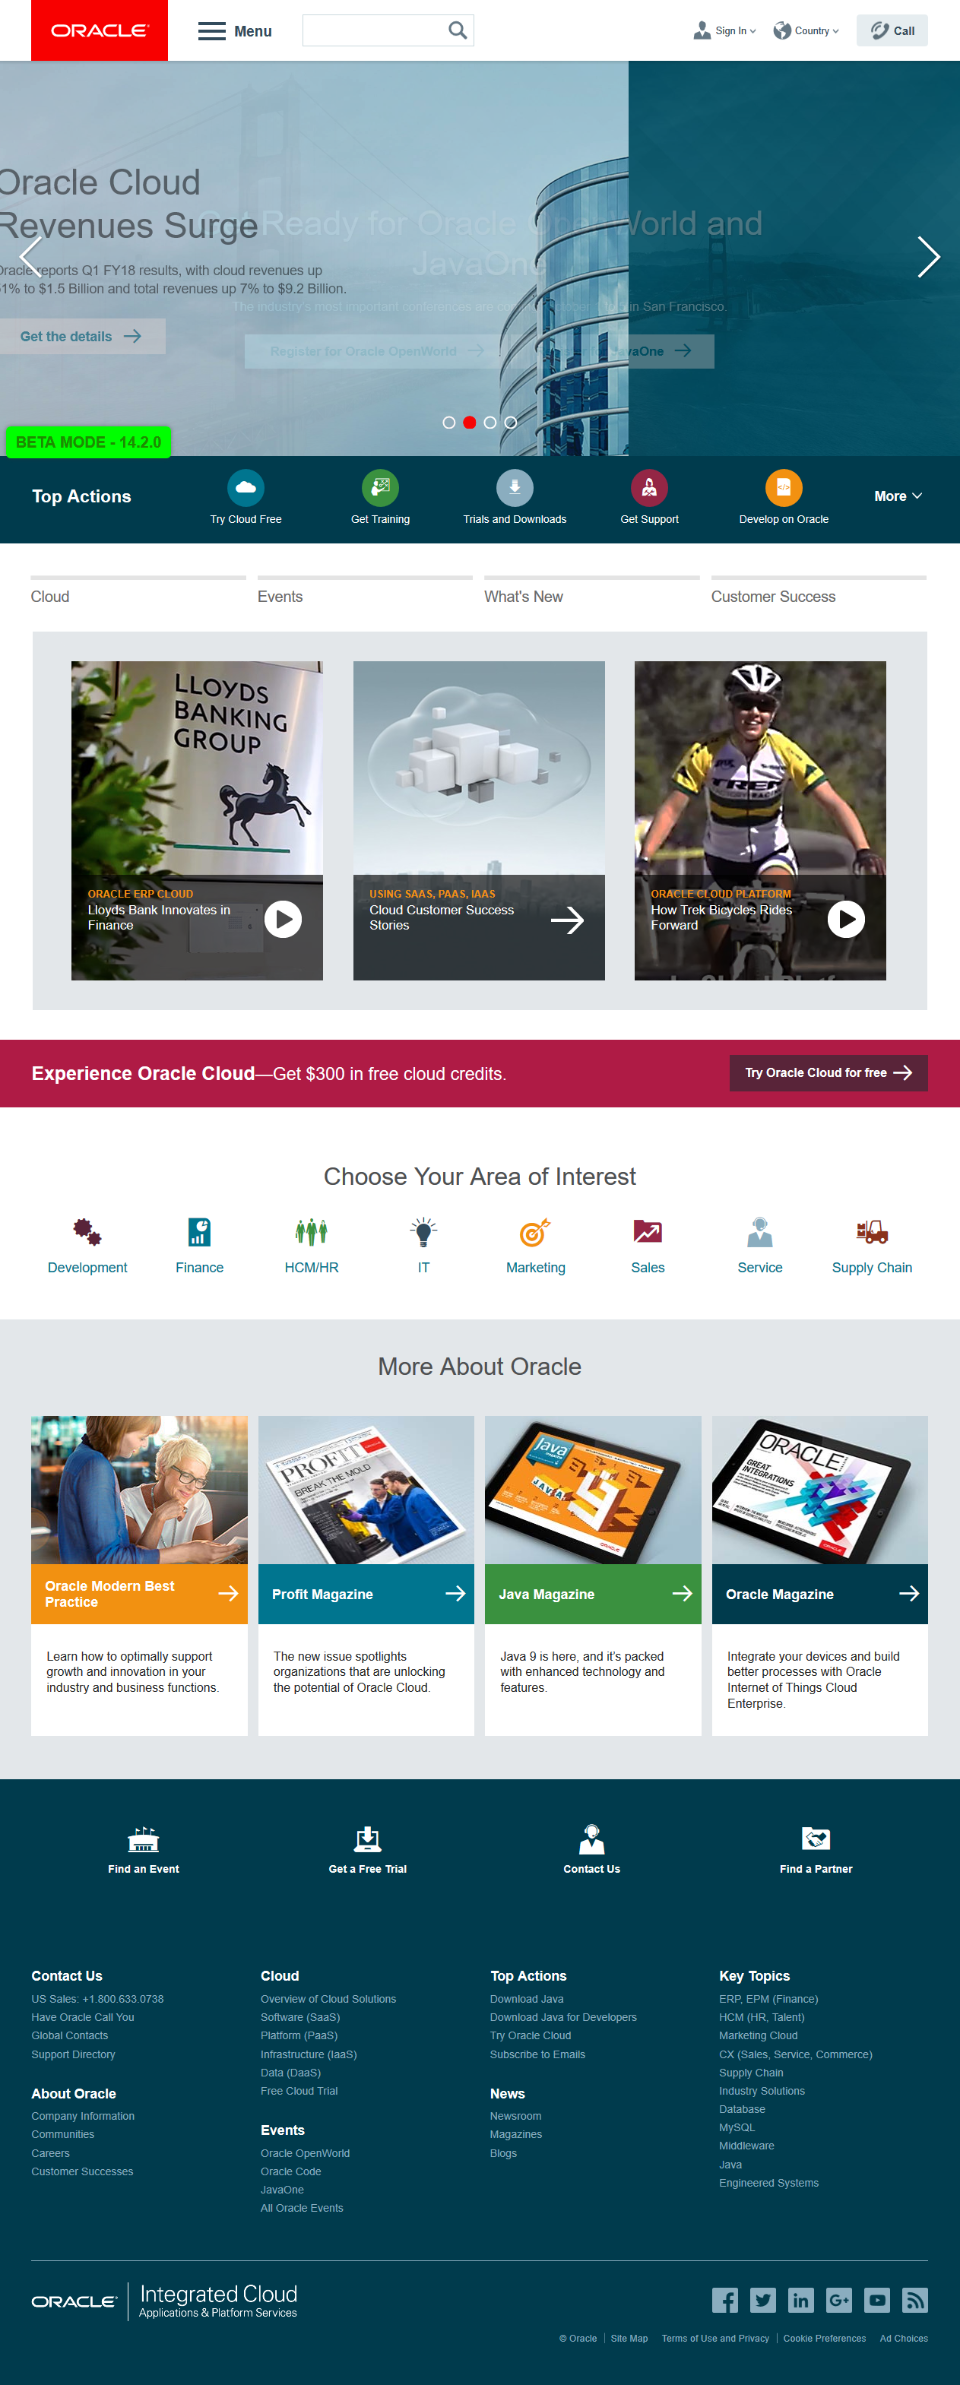 ORACLE
Menu
Sign In
Country
Call
Oracle Cloud
Revenues Surge
Get Ready for Oracle OpenWorld and
JavaOne
Oracle reports Q1 FY18 results, with cloud revenues up
51% to $1.5 Billion and total revenues up 7% to $9.2 Billion.
The industry's most important conferences are
in San Francisco.
Get the details
Register for Oracle OpenWorld
JavaOne
BETA MODE - 14.2.0
Top Actions
Try Cloud Free
Get Training
Trials and Downloads
Get Support
Develop on Oracle
More
Cloud
Events
What's New
Customer Success
LLOYDS
BANKING
GROUP
ORACLE ERP CLOUD
Lloyds Bank Innovates in
Finance
USING SAAS, PAAS, IAAS
Cloud Customer Success
Stories
TREK
ORACLE CLOUD PLATFORM
How Trek Bicycles Rides
Forward
Experience Oracle Cloud—Get $300 in free cloud credits.
Try Oracle Cloud for free
Choose Your Area of Interest
Development
Finance
HCM/HR
IT
Marketing
Sales
Service
Supply Chain
More About Oracle
PROFIT
BREAK THE MOLD
Java
JAVA 9
ORACLE
GREAT
INTEGRATIONS
Oracle Modern Best
Practice
Profit Magazine
Java Magazine
Oracle Magazine
Learn how to optimally support
growth and innovation in your
industry and business functions.
The new issue spotlights
organizations that are unlocking
the potential of Oracle Cloud.
Java 9 is here, and it's packed
with enhanced technology and
features.
Integrate your devices and build
better processes with Oracle
Internet of Things Cloud
Enterprise.
Find an Event
Get a Free Trial
Contact Us
Find a Partner
Contact Us
US Sales: +1.800.633.0738
Have Oracle Call You
Global Contacts
Support Directory
About Oracle
Company Information
Communities
Careers
Customer Successes
Cloud
Overview of Cloud Solutions
Software (SaaS)
Platform (PaaS)
Infrastructure (IaaS)
Data (DaaS)
Free Cloud Trial
Events
Oracle OpenWorld
Oracle Code
JavaOne
All Oracle Events
Top Actions
Download Java
Download Java for Developers
Try Oracle Cloud
Subscribe to Emails
News
Newsroom
Magazines
Blogs
Key Topics
ERP, EPM (Finance)
HCM (HR, Talent)
Marketing Cloud
CX (Sales, Service, Commerce)
Supply Chain
Industry Solutions
Database
MySQL
Middleware
Java
Engineered Systems
ORACLE
Integrated Cloud
Applications & Platform Services
© Oracle
Site Map
Terms of Use and Privacy
Cookie Preferences
Ad Choices